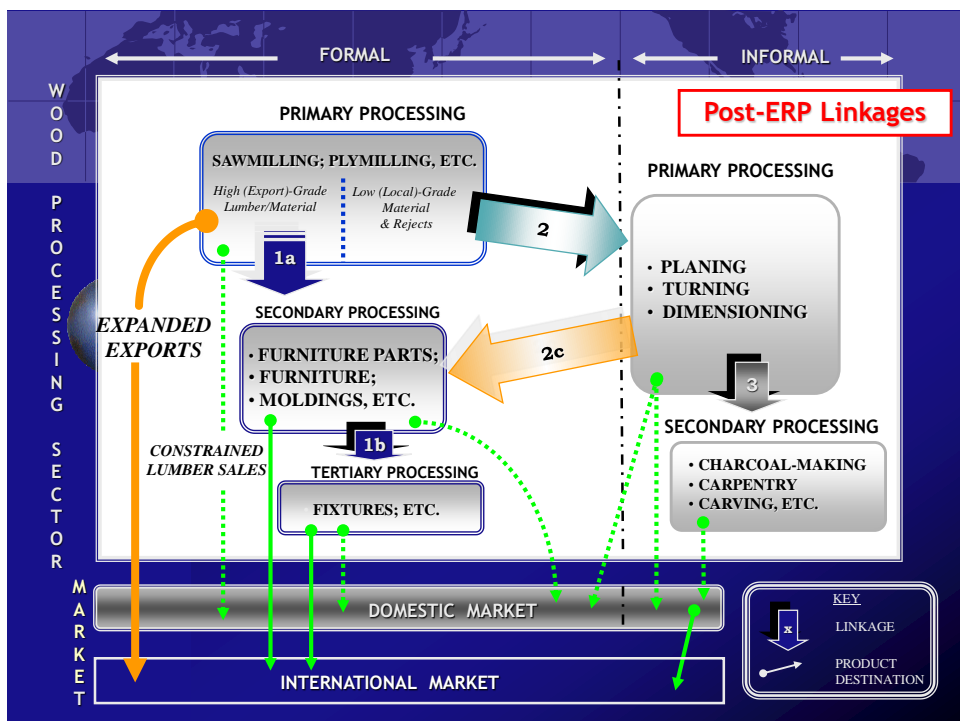 FORMAL
INFORMAL
WOOD PROCESSING SECTOR
Post-ERP Linkages
PRIMARY PROCESSING
SAWMILLING; PLYMILLING, ETC.
High (Export)-Grade
Lumber/Material
Low (Local)-Grade
Material
& Rejects
1a
2
PRIMARY PROCESSING
• PLANING
• TURNING
• DIMENSIONING
EXPANDED
EXPORTS
SECONDARY PROCESSING
• FURNITURE PARTS;
• FURNITURE;
• MOLDINGS, ETC.
2c
3
1b
CONSTRAINED
LUMBER SALES
TERTIARY PROCESSING
FIXTURES; ETC.
SECONDARY PROCESSING
• CHARCOAL-MAKING
• CARPENTRY
• CARVING, ETC.
MARKET
DOMESTIC MARKET
INTERNATIONAL MARKET
KEY
x
LINKAGE
PRODUCT
DESTINATION